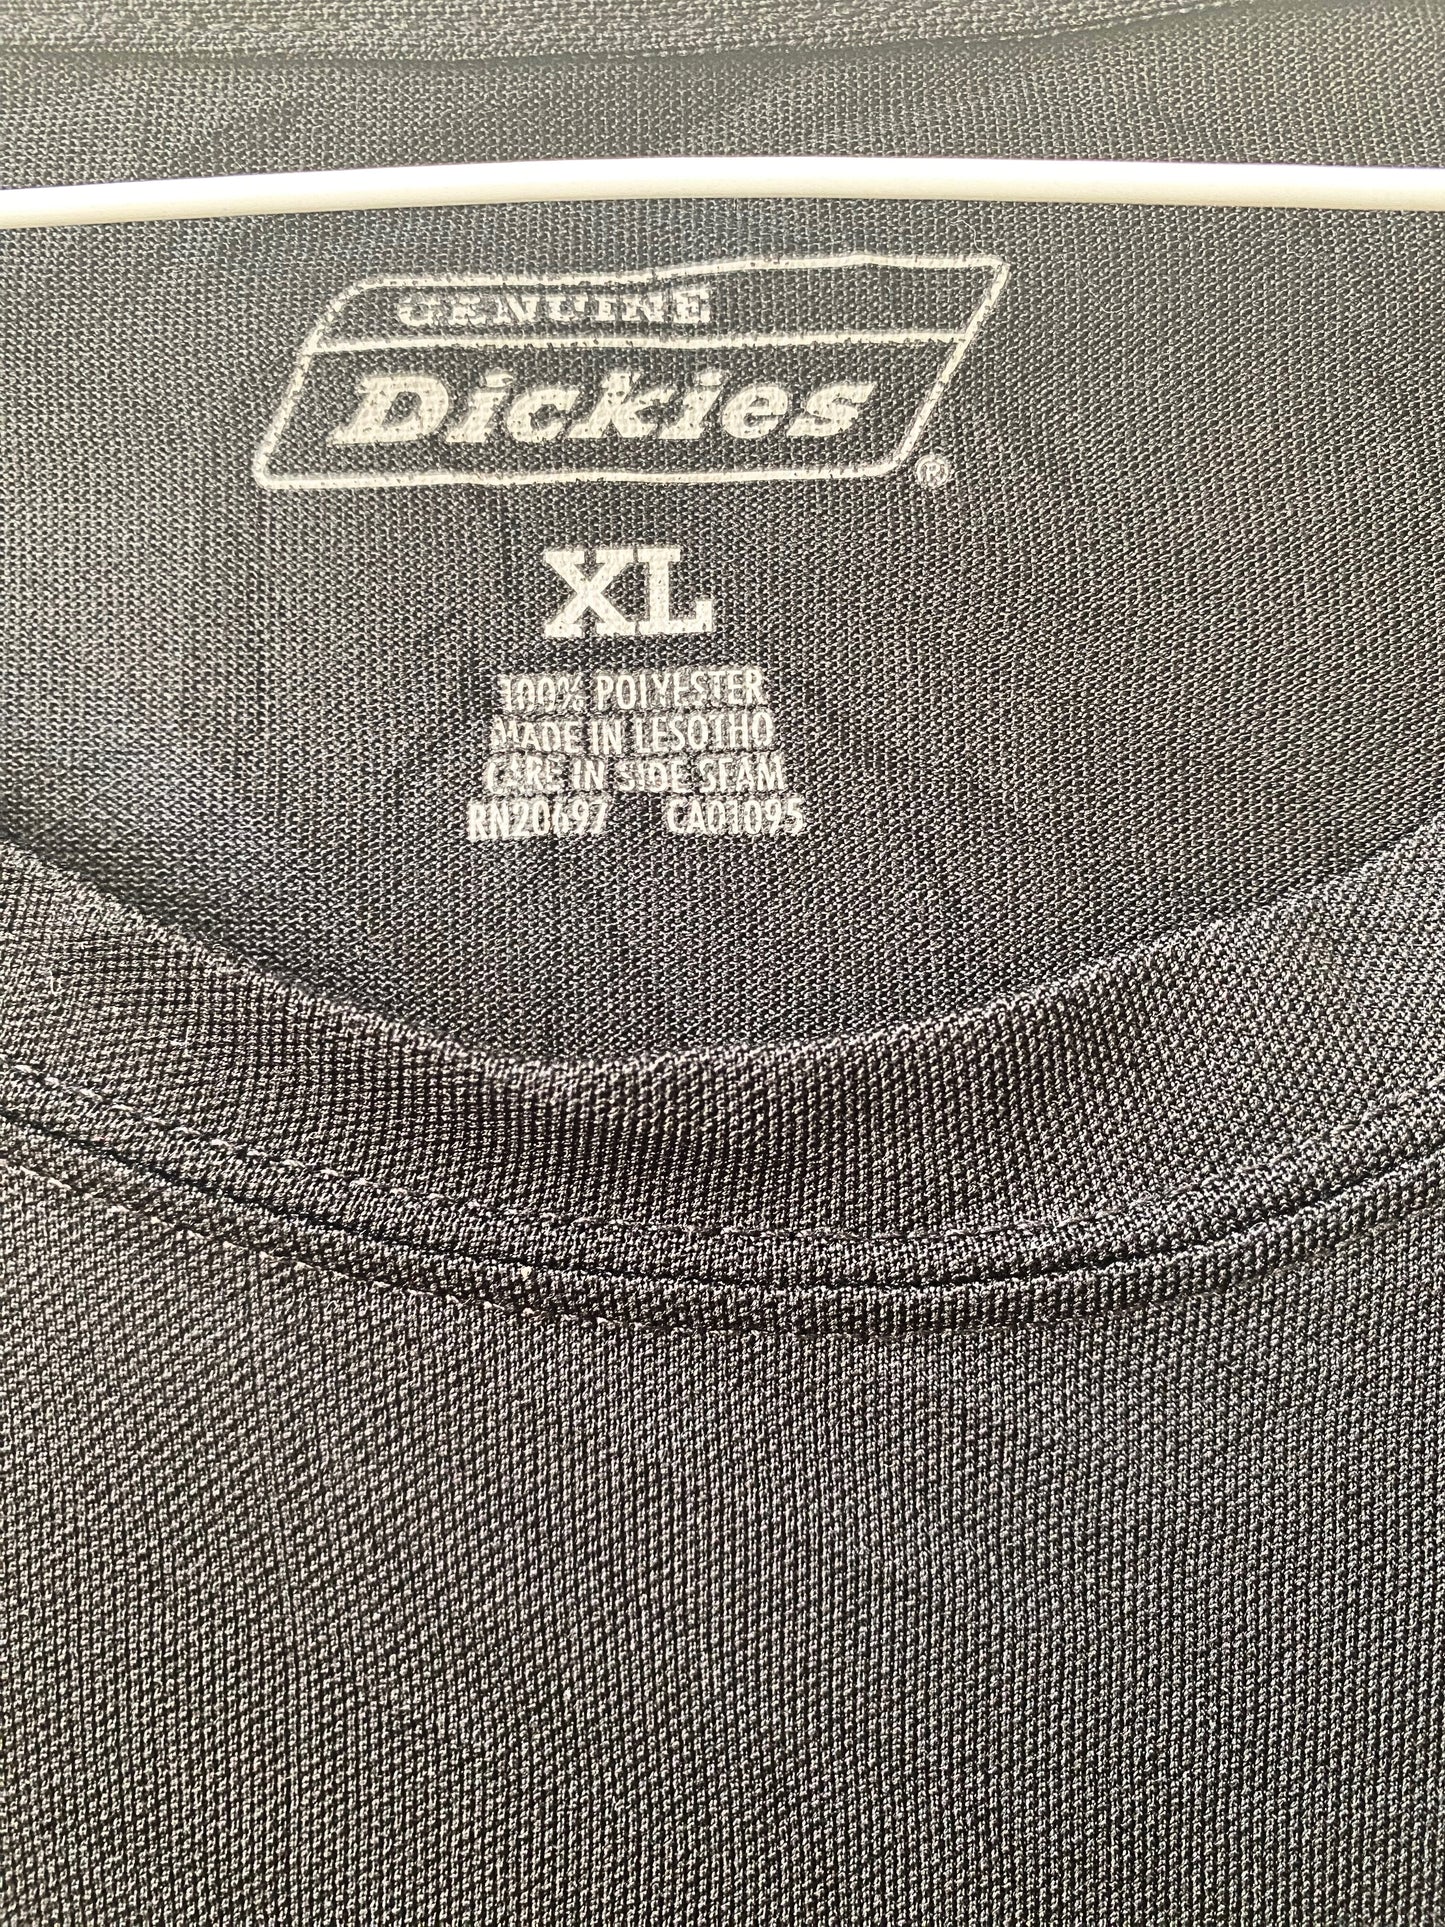 GENUINE
Dickies®
XL
100% POLYESTER
MADE IN LESOTHO
CARE IN SIDE SEAM
RN20697 CA01095